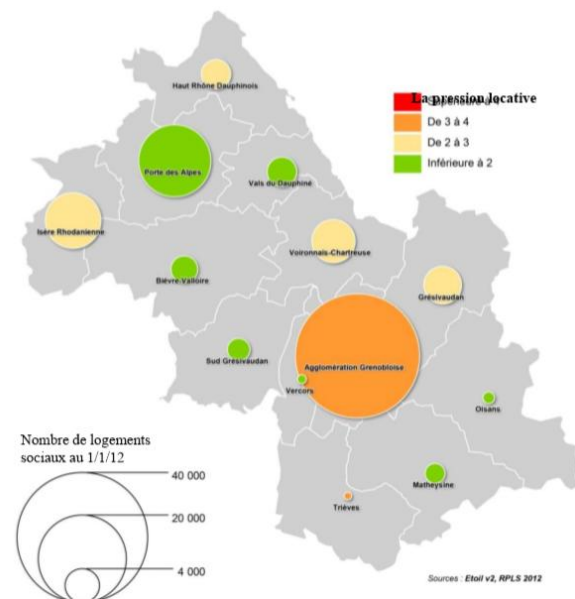 Haut Rhône Dauphinois
La pression locative
De 3 à 4
De 2 à 3
Inférieure à 2
Porte des Alpes
Vals du Dauphiné
Isère Rhodanienne
Voironnais-Chartreuse
Bièvre-Valloire
Grésivaudan
Sud Grésivaudan
Agglomération Grenobloise
Vercors
Oisans
Matheysine
Trièves
Nombre de logements
sociaux au 1/1/12
40 000
20 000
4 000
Sources : Etoil v2, RPLS 2012